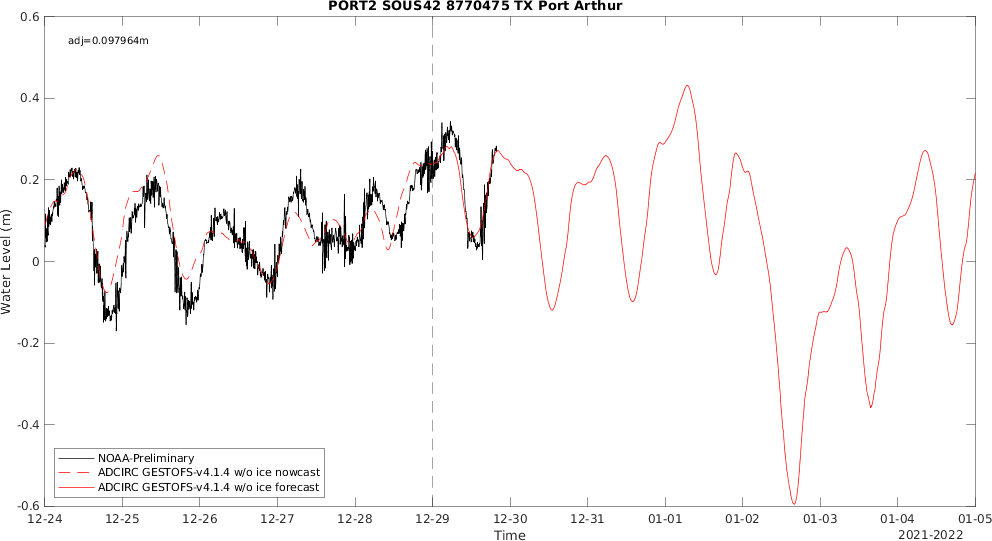 PORT2 SOUS42 8770475 TX Port Arthur
adj=0.097964m
0.6
0.4
0.2
0
-0.2
-0.4
-0.6
Water Level (m)
NOAA-Preliminary
ADCIRC GESTOFS-v4.1.4 w/o ice nowcast
ADCIRC GESTOFS-v4.1.4 w/o ice forecast
12-24 12-25 12-26 12-27 12-28 12-29 12-30 12-31 01-01 01-02 01-03 01-04 01-05
Time
2021-2022